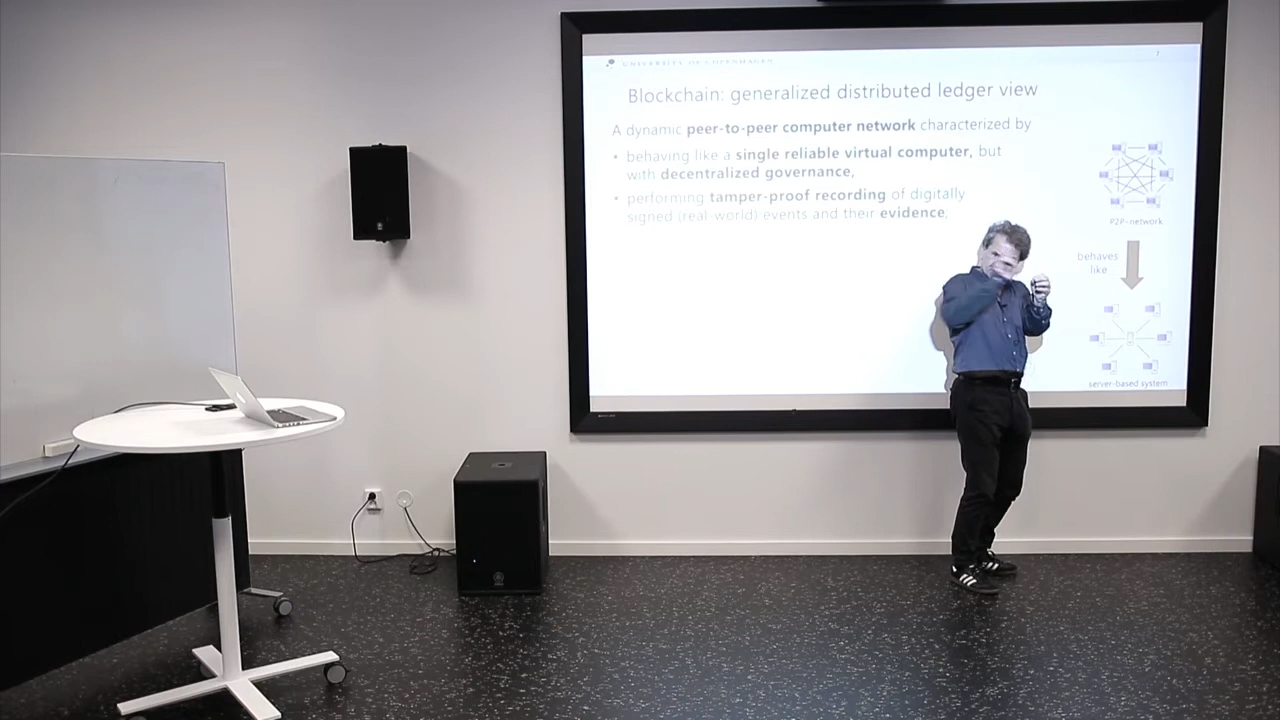 UNIVERSITY OF COPENHAGEN
7
Blockchain: generalized distributed ledger view
A dynamic peer-to-peer computer network characterized by
• behaving like a single reliable virtual computer, but
with decentralized governance,
• performing tamper-proof recording of digitally
signed (real-world) events and their evidence;
P2P-network
behaves
like
server-based system